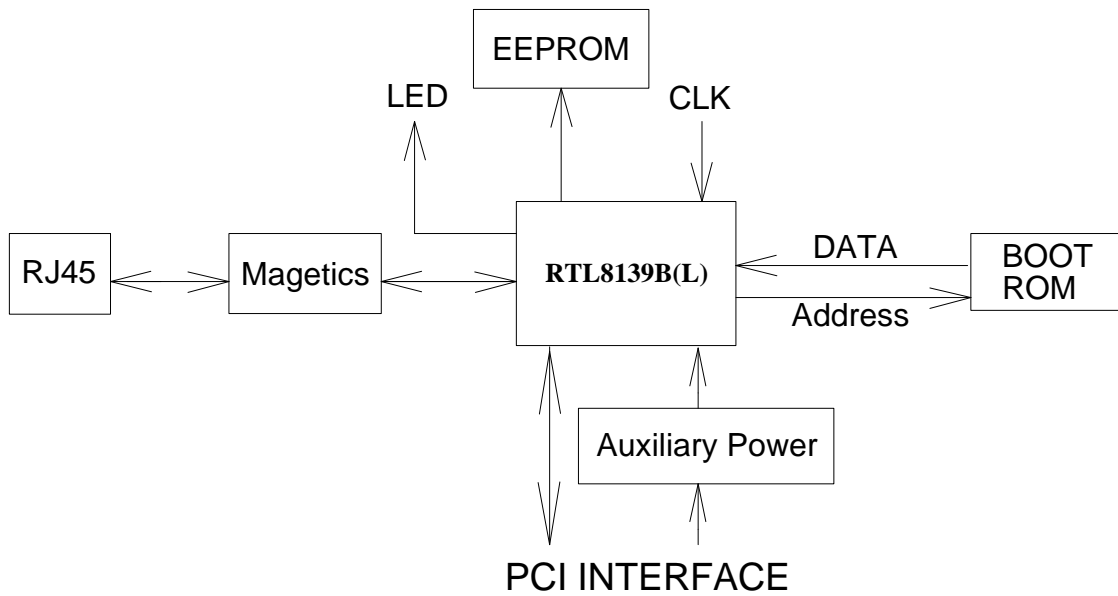 EEPROM
LED
CLK
RJ45
Magetics
RTL8139B(L)
DATA
Address
BOOT
ROM
Auxiliary Power
PCI INTERFACE